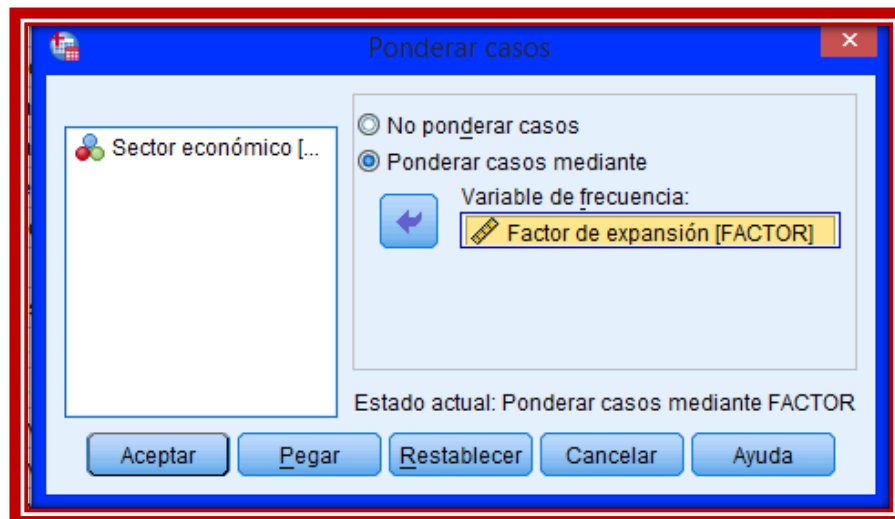 Ponderar casos
Sector económico [...
No ponderar casos
Ponderar casos mediante
Variable de frecuencia:
Factor de expansión [FACTOR]
Estado actual: Ponderar casos mediante FACTOR
Aceptar Pegar Restablecer Cancelar Ayuda